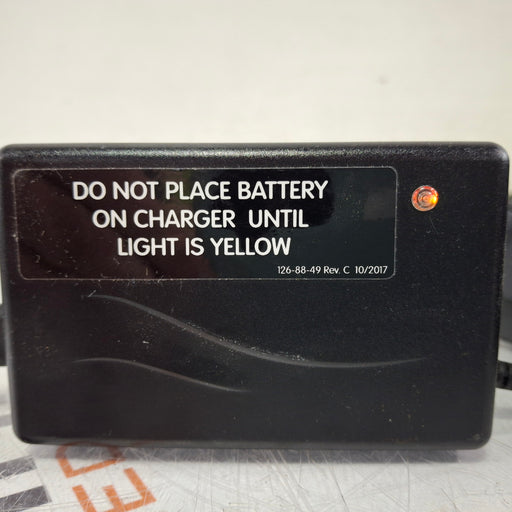 DO NOT PLACE BATTERY
ON CHARGER UNTIL
LIGHT IS YELLOW
126-88-49 Rev. C 10/2017